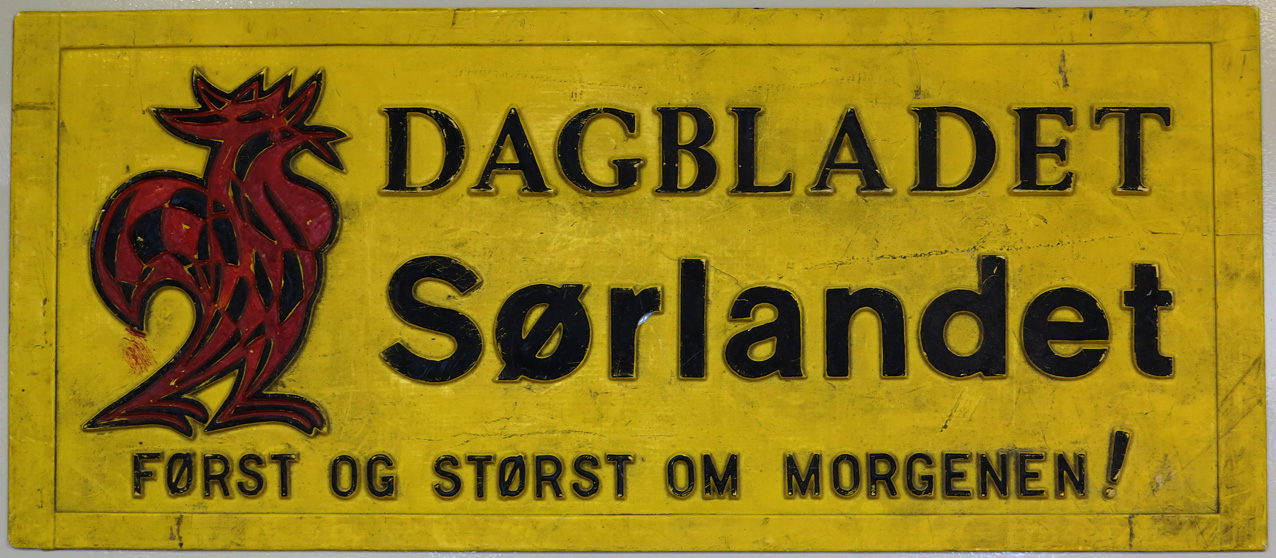 DAGBLADET
Sørlandet
FØRST OG STØRST OM MORGENEN!